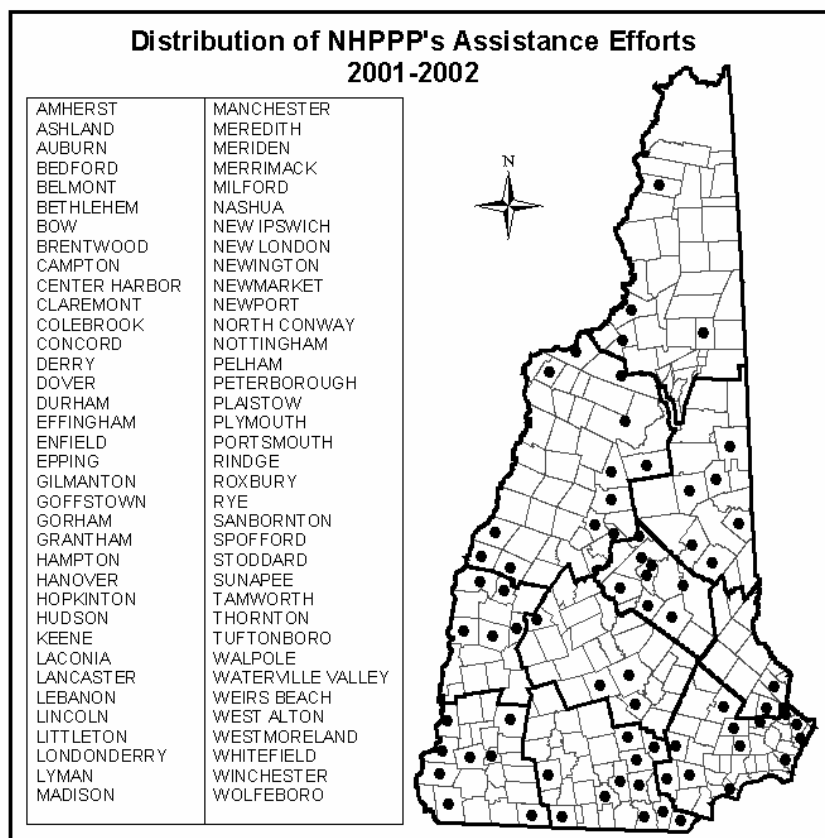 Distribution of NHPPP's Assistance Efforts
2001-2002
AMHERST
ASHLAND
AUBURN
BEDFORD
BELMONT
BETHLEHEM
BOW
BRENTWOOD
CAMPTON
CENTER HARBOR
CLAREMONT
COLEBROOK
CONCORD
DERRY
DOVER
DURHAM
EFFINGHAM
ENFIELD
EPPING
GILMANTON
GOFFSTOWN
GORHAM
GRANTHAM
HAMPTON
HANOVER
HOPKINTON
HUDSON
KEENE
LACONIA
LANCASTER
LEBANON
LINCOLN
LITTLETON
LONDONDERRY
LYMAN
MADISON
MANCHESTER
MEREDITH
MERIDEN
MERRIMACK
MILFORD
NASHUA
NEW IPSWICH
NEW LONDON
NEWINGTON
NEWMARKET
NEWPORT
NORTH CONWAY
NOTTINGHAM
PELHAM
PETERBOROUGH
PLAISTOW
PLYMOUTH
PORTSMOUTH
RINDGE
ROXBURY
RYE
SANBORNTON
SPOFFORD
STODDARD
SUNAPEE
TAMWORTH
THORNTON
TUFTONBORO
WALPOLE
WATERVILLE VALLEY
WEIRS BEACH
WEST ALTON
WESTMORELAND
WHITEFIELD
WINCHESTER
WOLFEBORO
N